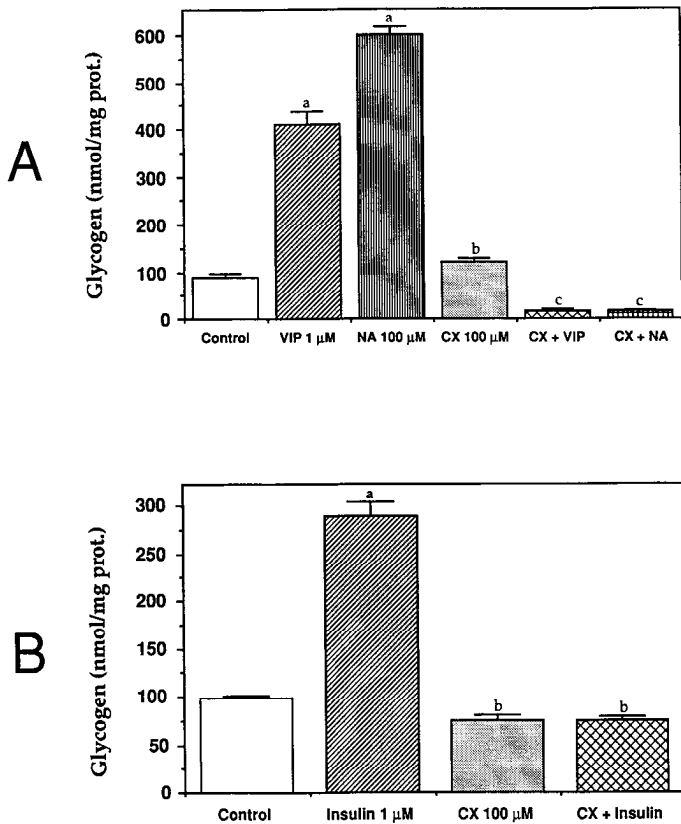 A
Glycogen (nmol/mg prot.)
600
500
400
300
200
100
0
a
a
b
c
c
Control
VIP 1 µM
NA 100 µM
CX 100 µM
CX + VIP
CX + NA
B
Glycogen (nmol/mg prot.)
300
250
200
150
100
50
0
a
b
b
Control
Insulin 1 µM
CX 100 µM
CX + Insulin